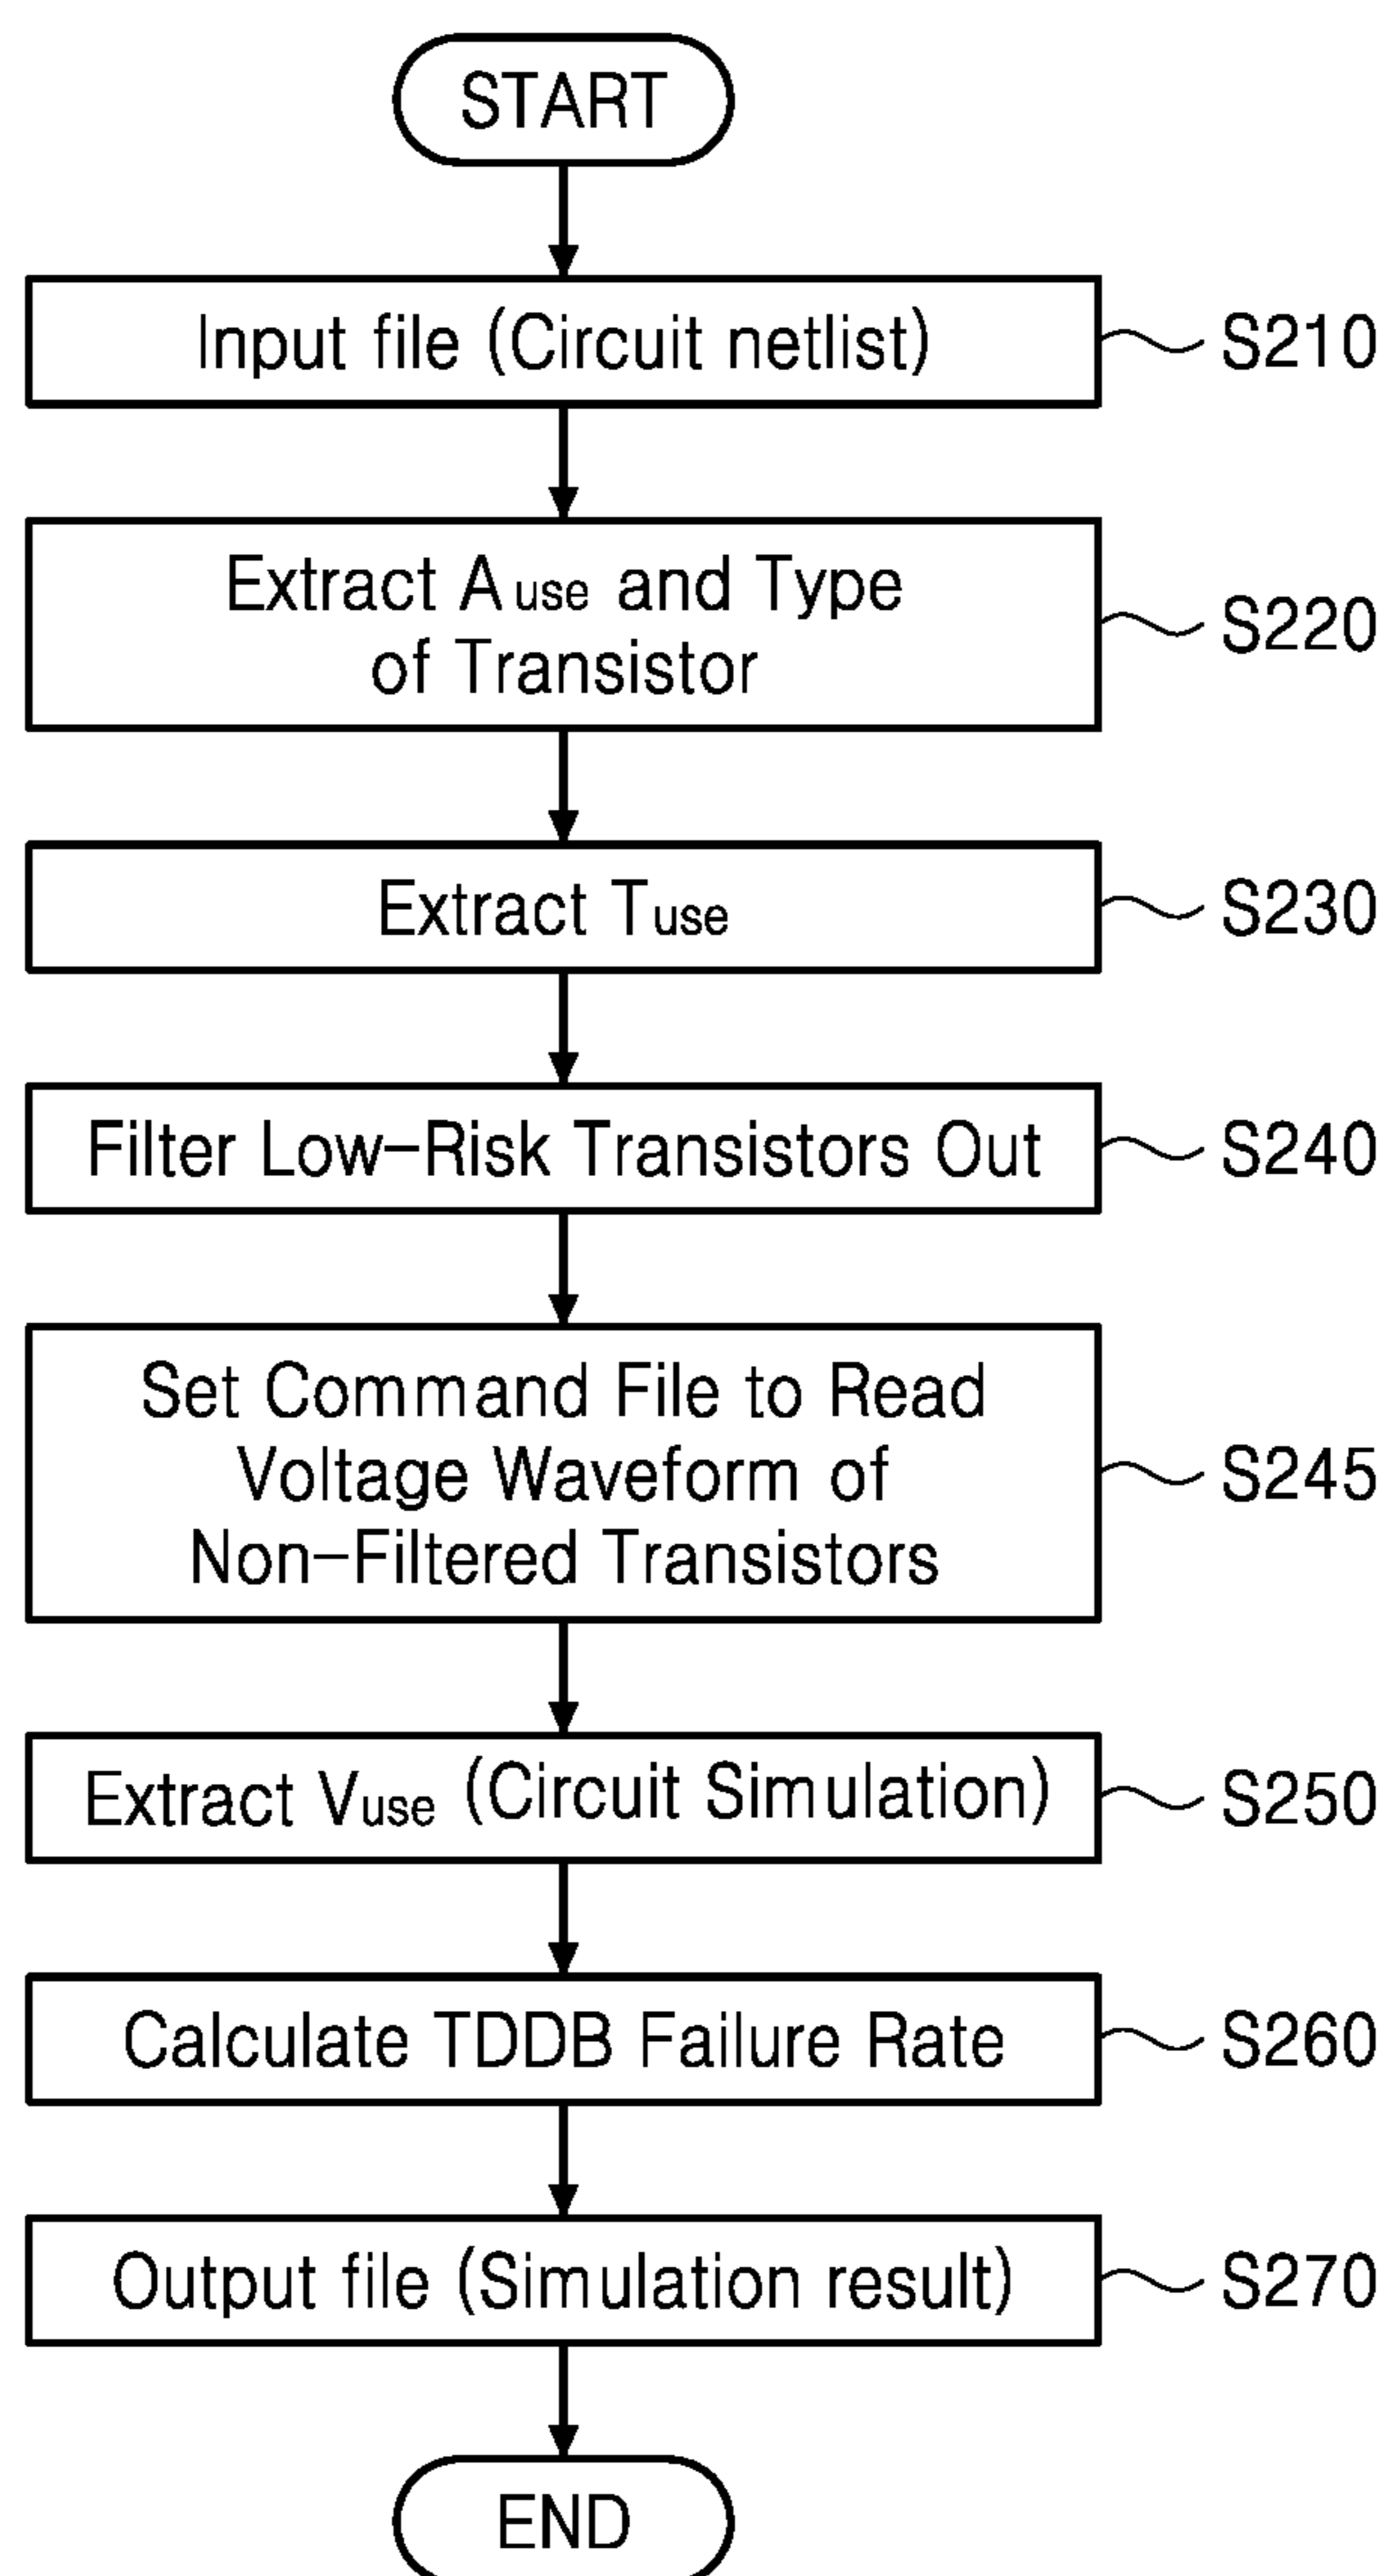 START
Input file (Circuit netlist)
S210
Extract Ause and Type
of Transistor
S220
Extract Tuse
S230
Filter Low-Risk Transistors Out
S240
Set Command File to Read
Voltage Waveform of
Non-Filtered Transistors
S245
Extract Vuse (Circuit Simulation)
S250
Calculate TDDB Failure Rate
S260
Output file (Simulation result)
S270
END